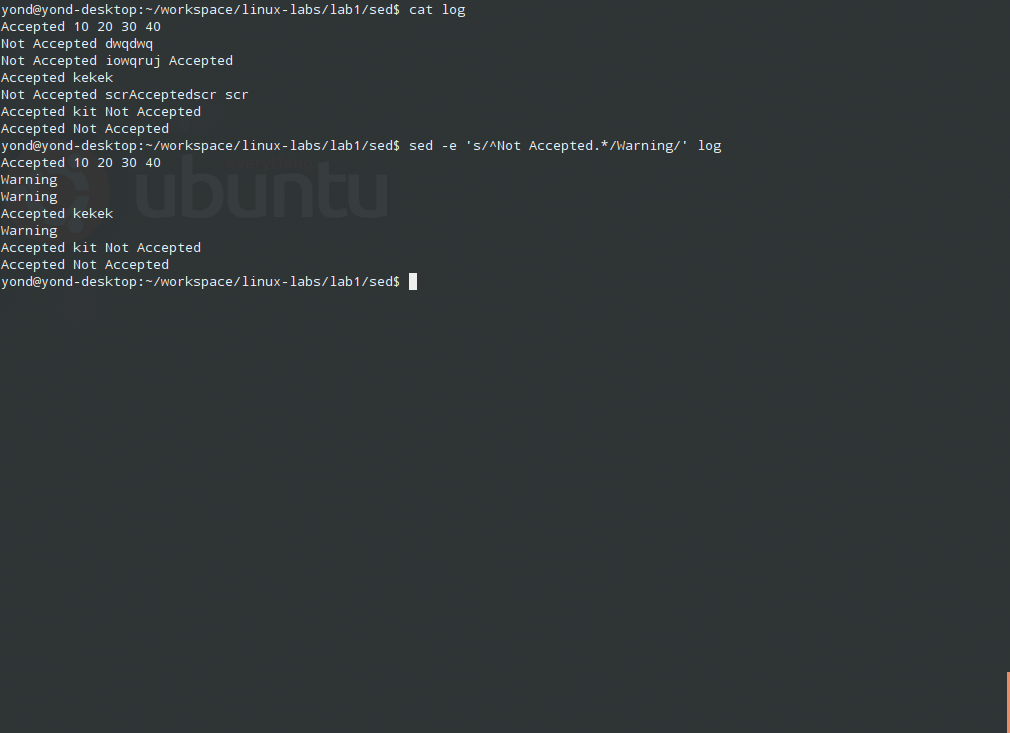 yond@yond-desktop:~/workspace/linux-labs/lab1/sed$ cat log
Accepted 10 20 30 40
Not Accepted dwqdwq
Not Accepted iowqruj Accepted
Accepted kekek
Not Accepted scrAcceptedscr scr
Accepted kit Not Accepted
Accepted Not Accepted
yond@yond-desktop:~/workspace/linux-labs/lab1/sed$ sed -e 's/^Not Accepted.*/Warning/' log
Accepted 10 20 30 40
Warning
Warning
Accepted kekek
Warning
Accepted kit Not Accepted
Accepted Not Accepted
yond@yond-desktop:~/workspace/linux-labs/lab1/sed$
ubuntu